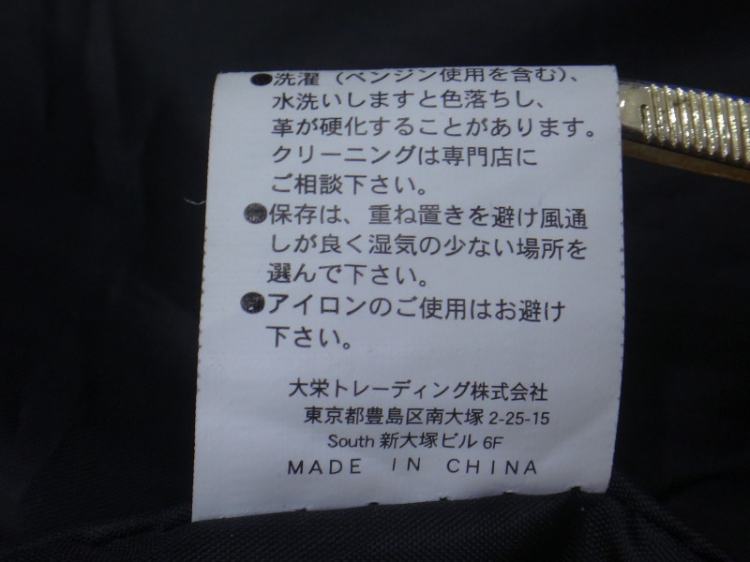 ●洗濯（ベンジン使用を含む）、
水洗いしますと色落ちし、
革が硬化することがあります。
クリーニングは専門店に
ご相談下さい。
●保存は、重ね置きを避け風通
しが良く湿気の少ない場所を
選んで下さい。
●アイロンのご使用はお避け
下さい。
大栄トレーディング株式会社
東京都豊島区南大塚 2-25-15
South 新大塚ビル 6F
MADE IN CHINA